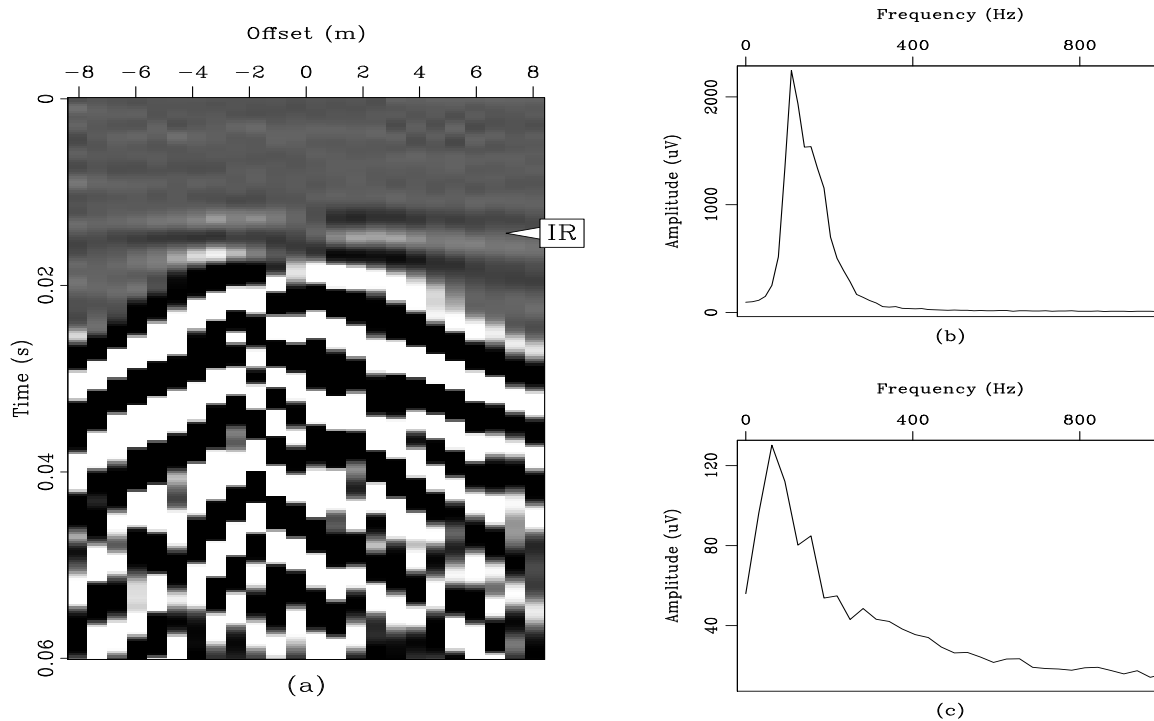 Offset (m)
−8 −6 −4 −2 0 2 4 6 8
0
0.02
0.04
0.06
Time (s)
IR
(a)
Frequency (Hz)
0 400 800
2000
1000
0
Amplitude (uV)
(b)
Frequency (Hz)
0 400 800
120
80
40
Amplitude (uV)
(c)